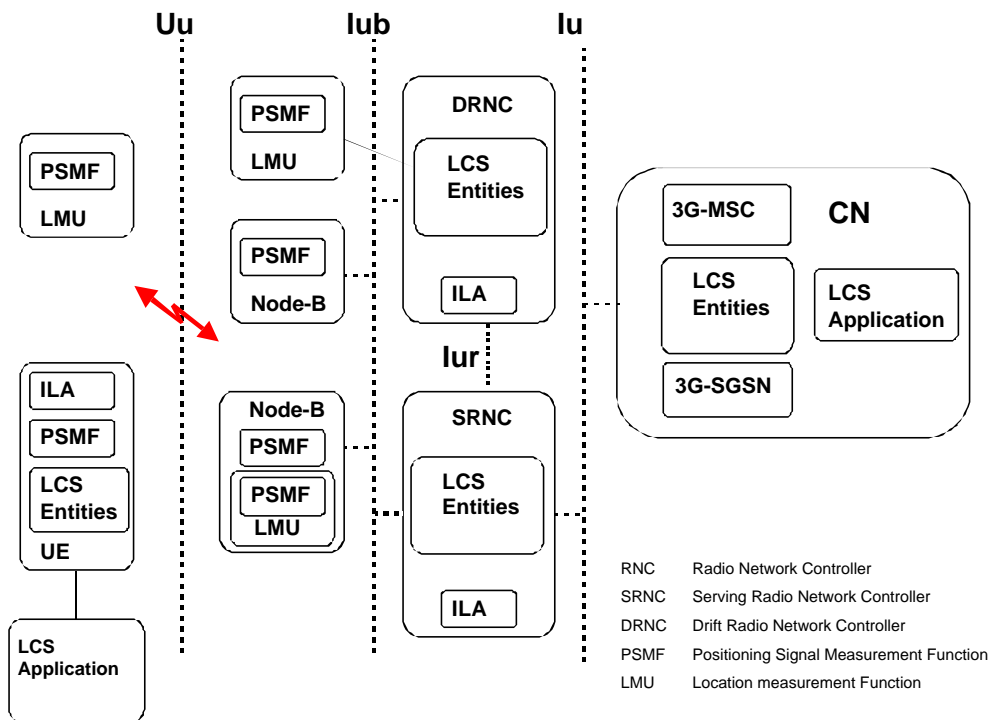 Uu
Iub
Iu
PSMF
LMU
PSMF
LMU
PSMF
Node-B
DRNC
LCS
Entities
ILA
Iur
3G-MSC
CN
LCS
Entities
LCS
Application
3G-SGSN
ILA
PSMF
LCS
Entities
UE
LCS
Application
Node-B
PSMF
PSMF
LMU
SRNC
LCS
Entities
ILA
RNC Radio Network Controller
SRNC Serving Radio Network Controller
DRNC Drift Radio Network Controller
PSMF Positioning Signal Measurement Function
LMU Location measurement Function